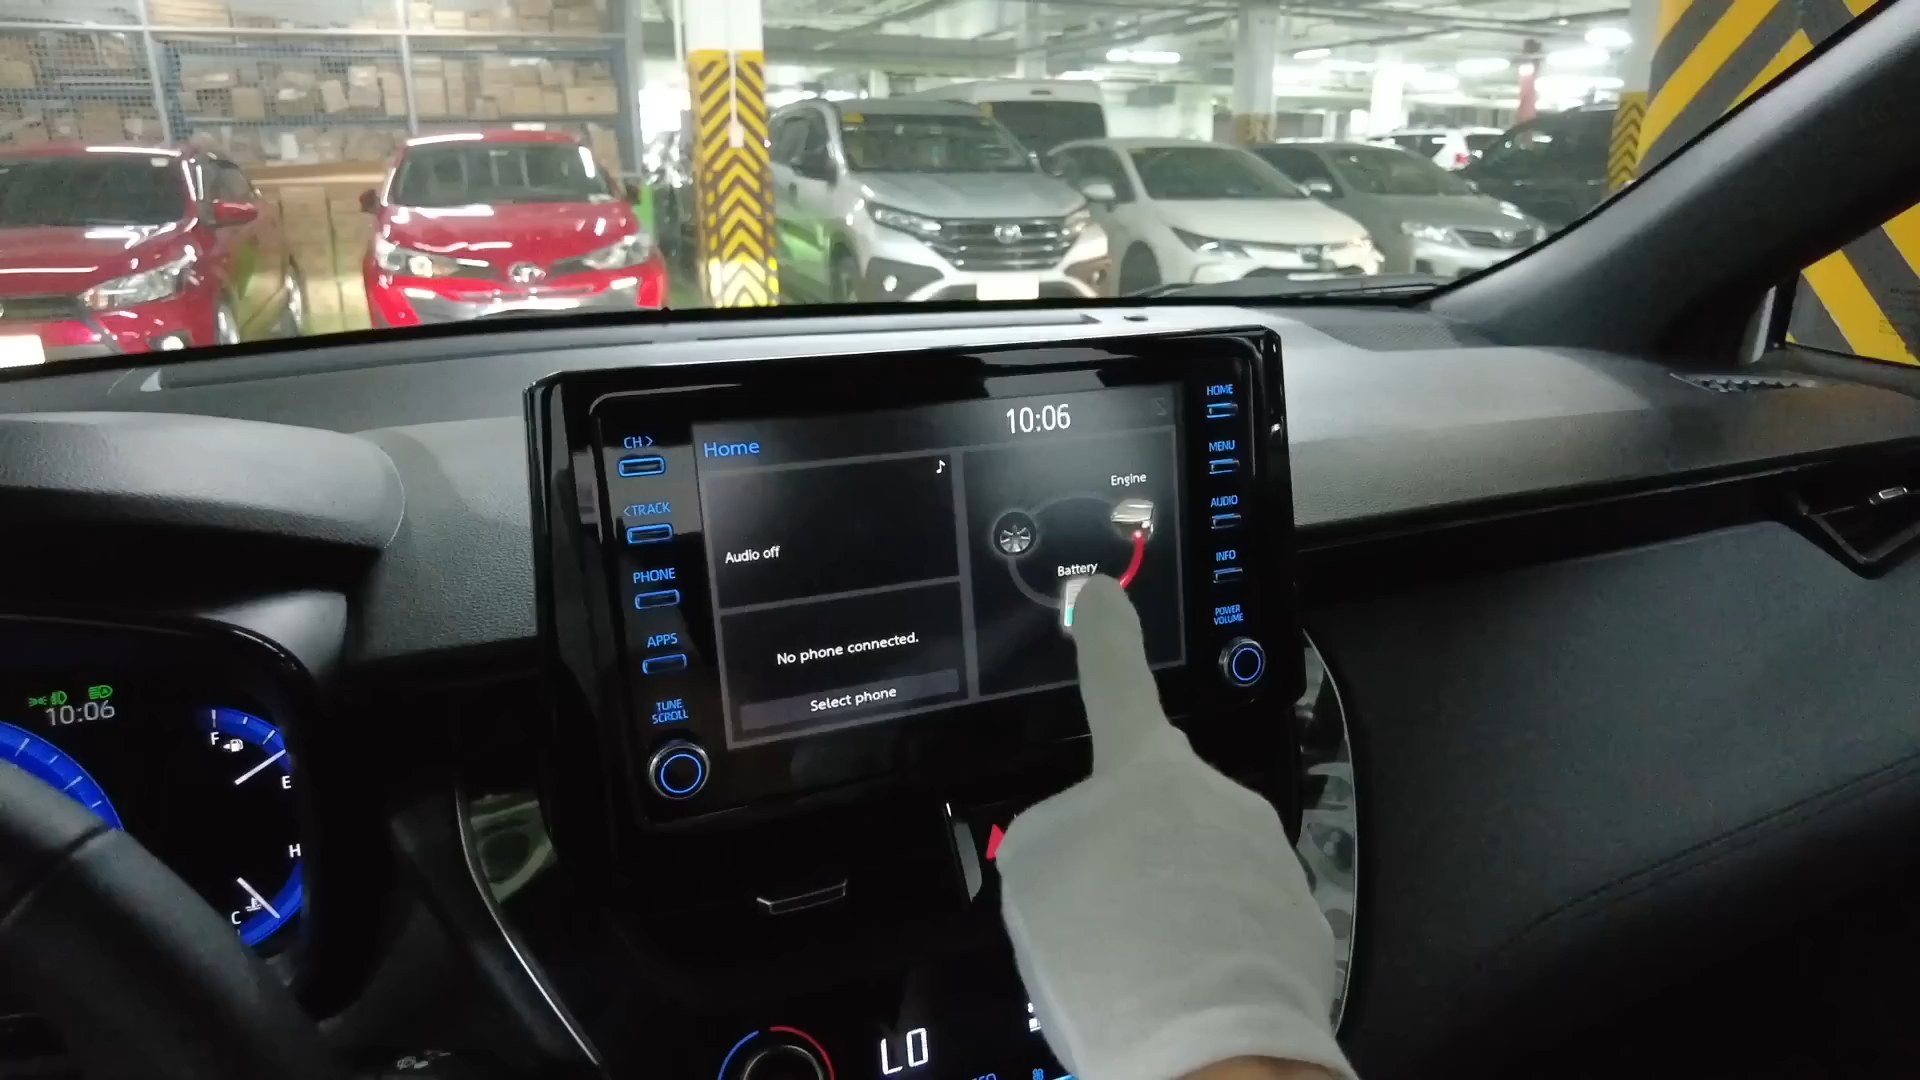 10:06
Home
Engine
Battery
Audio off
No phone connected.
Select phone
CH>
<TRACK
PHONE
APPS
TUNE
SCROLL
HOME
MENU
AUDIO
INFO
POWER
VOLUME
10:06
F
E
H
C
LO